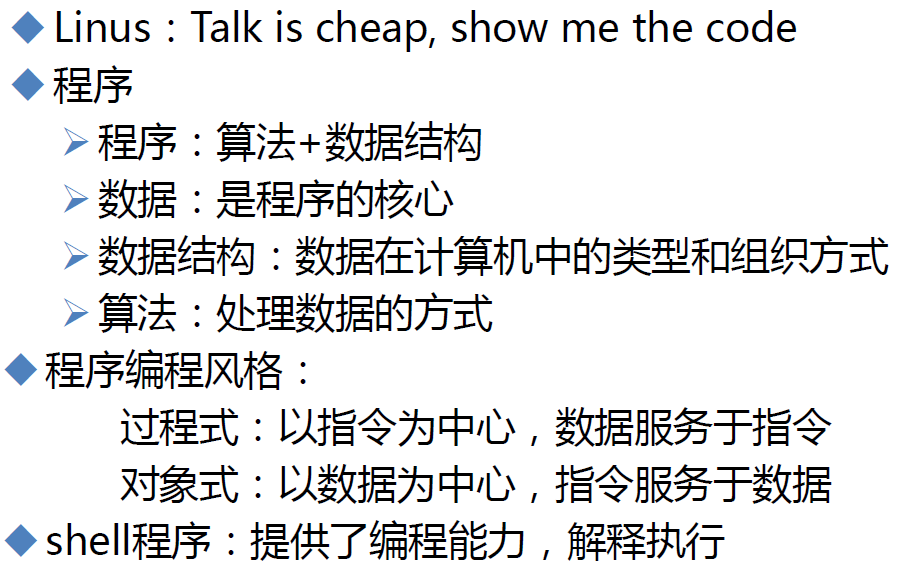 Linus：Talk is cheap, show me the code
程序
程序：算法+数据结构
数据：是程序的核心
数据结构：数据在计算机中的类型和组织方式
算法：处理数据的方式
程序编程风格：
过程式：以指令为中心，数据服务于指令
对象式：以数据为中心，指令服务于数据
shell程序：提供了编程能力，解释执行